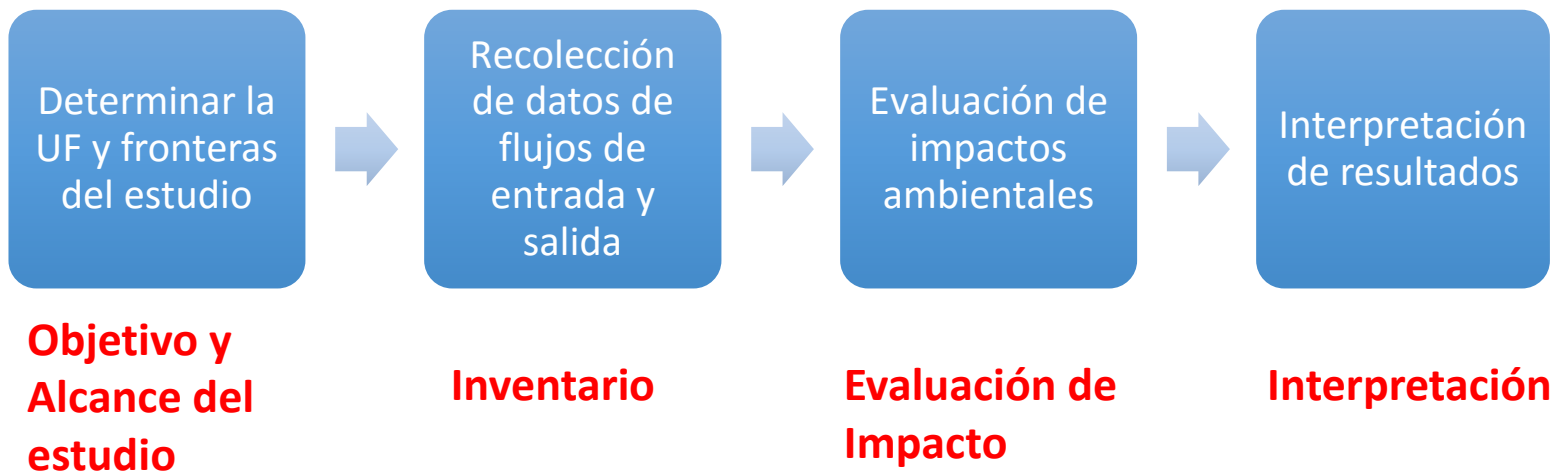 Determinar la
UF y fronteras
del estudio
Recolección
de datos de
flujos de
entrada y
salida
Evaluación de
impactos
ambientales
Interpretación
de resultados
Objetivo y
Alcance del
estudio
Inventario
Evaluación de
Impacto
Interpretación